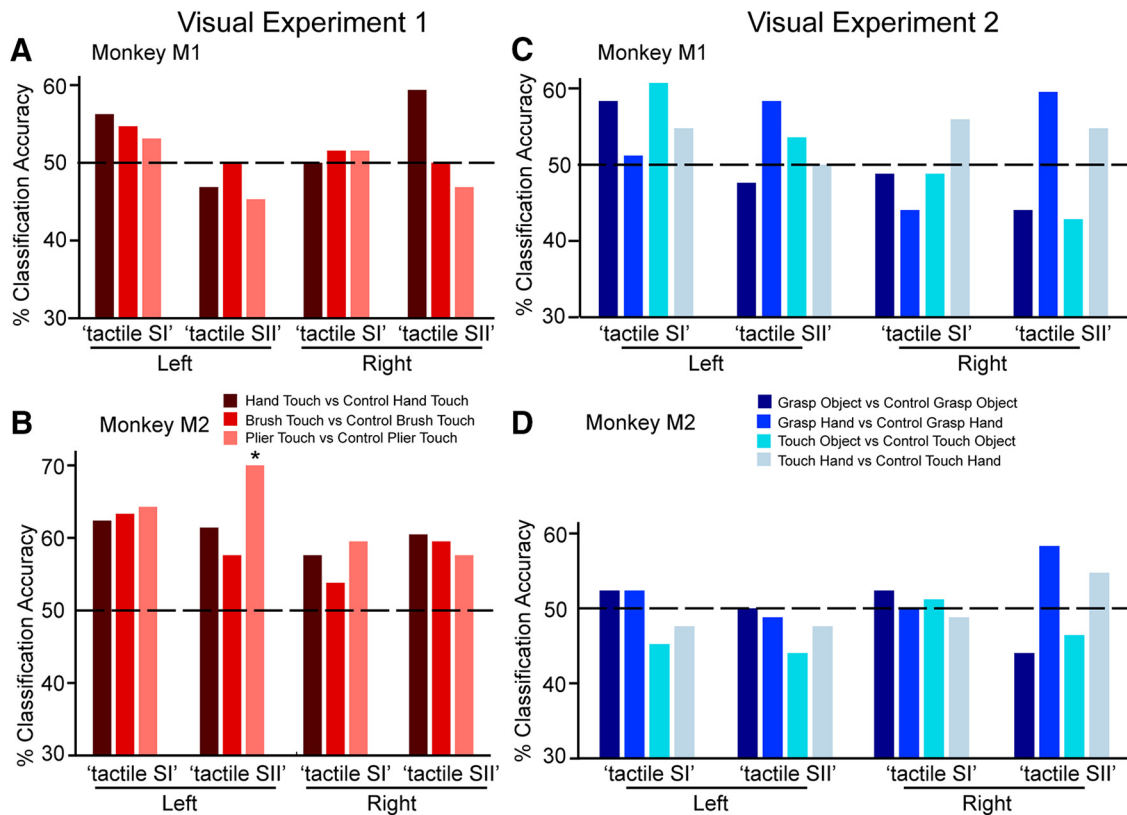 Visual Experiment 1
A
Monkey M1
% Classification Accuracy
60
50
40
30
'tactile SI' 'tactile SII' 'tactile SI' 'tactile SII'
Left Right
B
Monkey M2
Hand Touch vs Control Hand Touch
Brush Touch vs Control Brush Touch
Plier Touch vs Control Plier Touch
*
% Classification Accuracy
70
60
50
40
30
'tactile SI' 'tactile SII' 'tactile SI' 'tactile SII'
Left Right
Visual Experiment 2
C
Monkey M1
% Classification Accuracy
60
50
40
30
'tactile SI' 'tactile SII' 'tactile SI' 'tactile SII'
Left Right
D
Monkey M2
Grasp Object vs Control Grasp Object
Grasp Hand vs Control Grasp Hand
Touch Object vs Control Touch Object
Touch Hand vs Control Touch Hand
% Classification Accuracy
60
50
40
30
'tactile SI' 'tactile SII' 'tactile SI' 'tactile SII'
Left Right